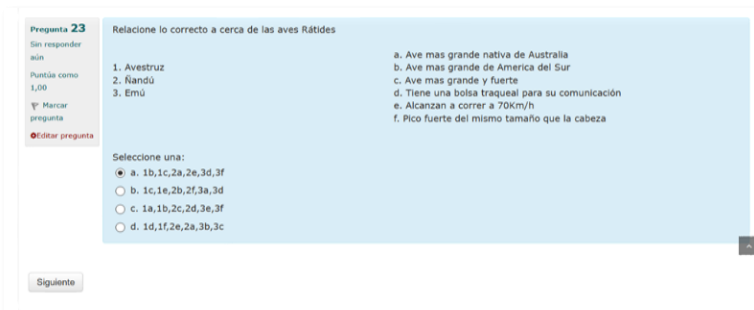 Pregunta 23
Sin responder
aún
Puntúa como
1,00
Marcar
pregunta
Editar pregunta
Relacione lo correcto a cerca de las aves Rátides
1. Avestruz
2. Ñandú
3. Emú
a. Ave mas grande nativa de Australia
b. Ave mas grande de America del Sur
c. Ave mas grande y fuerte
d. Tiene una bolsa traqueal para su comunicación
e. Alcanzan a correr a 70Km/h
f. Pico fuerte del mismo tamaño que la cabeza
Seleccione una:
a. 1b,1c,2a,2e,3d,3f
b. 1c,1e,2b,2f,3a,3d
c. 1a,1b,2c,2d,3e,3f
d. 1d,1f,2e,2a,3b,3c
Siguiente